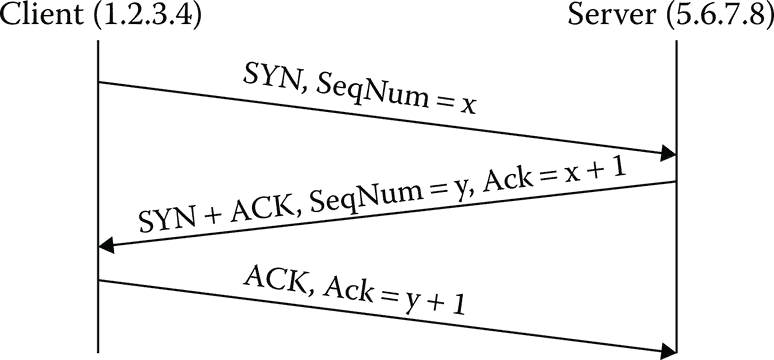 Client (1.2.3.4)
Server (5.6.7.8)
SYN, SeqNum = x
SYN + ACK, SeqNum = y, Ack = x + 1
ACK, Ack = y + 1